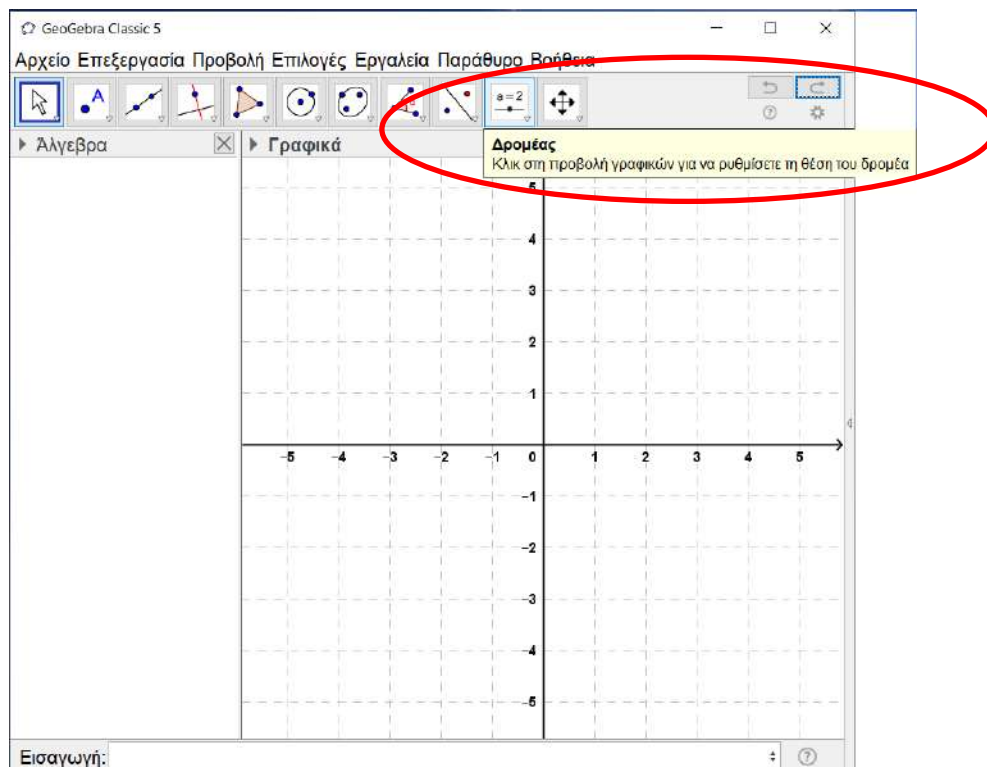 GeoGebra Classic 5
Αρχείο Επεξεργασία Προβολή Επιλογές Εργαλεία Παράθυρο Βοήθεια
A
a=2
Άλγεβρα
Γραφικά
Δρομέας
Κλικ στη προβολή γραφικών για να ρυθμίσετε τη θέση του δρομέα
5
4
3
2
1
-5 -4 -3 -2 -1 0 1 2 3 4 5
-1
-2
-3
-4
-5
Εισαγωγή: